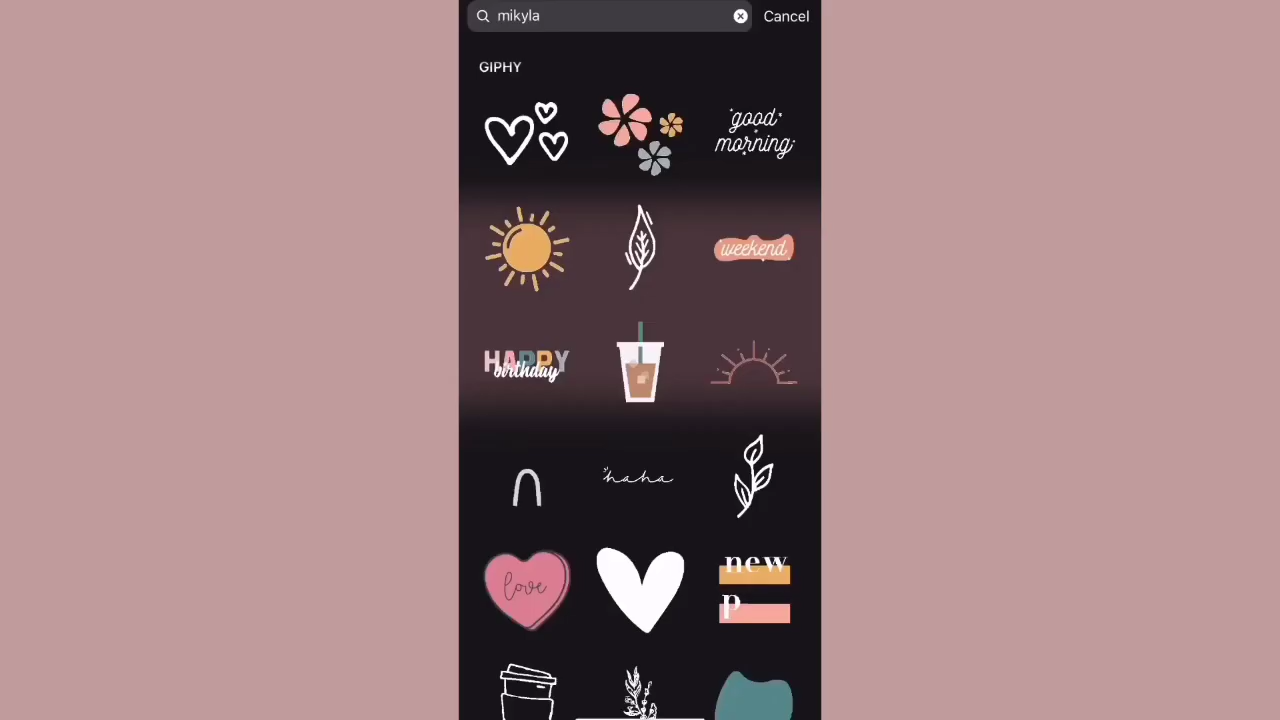 mikyla
Cancel
GIPHY
good
morning
weekend
HAPPY
birthday
haha
love
new
p